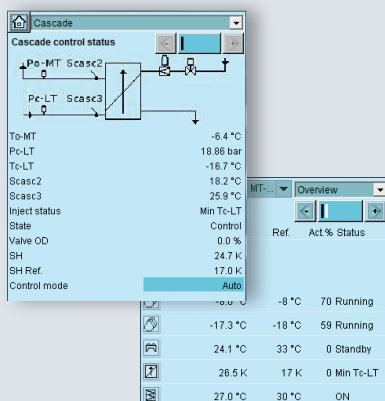 Cascade
Cascade control status
Po-MT Scasc2
Pc-LT Scasc3
To-MT -6.4 °C
Pc-LT 18.86 bar
Tc-LT -16.7 °C
Scasc2 18.2 °C
Scasc3 25.9 °C
Inject status Min Tc-LT
State Control
Valve OD 0.0 %
SH 24.7 K
SH Ref. 17.0 K
Control mode Auto
MT-... Overview
Ref. Act.% Status
-8.0 °C -8 °C 70 Running
-17.3 °C -18 °C 59 Running
24.1 °C 33 °C 0 Standby
26.5 K 17 K 0 Min Tc-LT
27.0 °C 30 °C ON